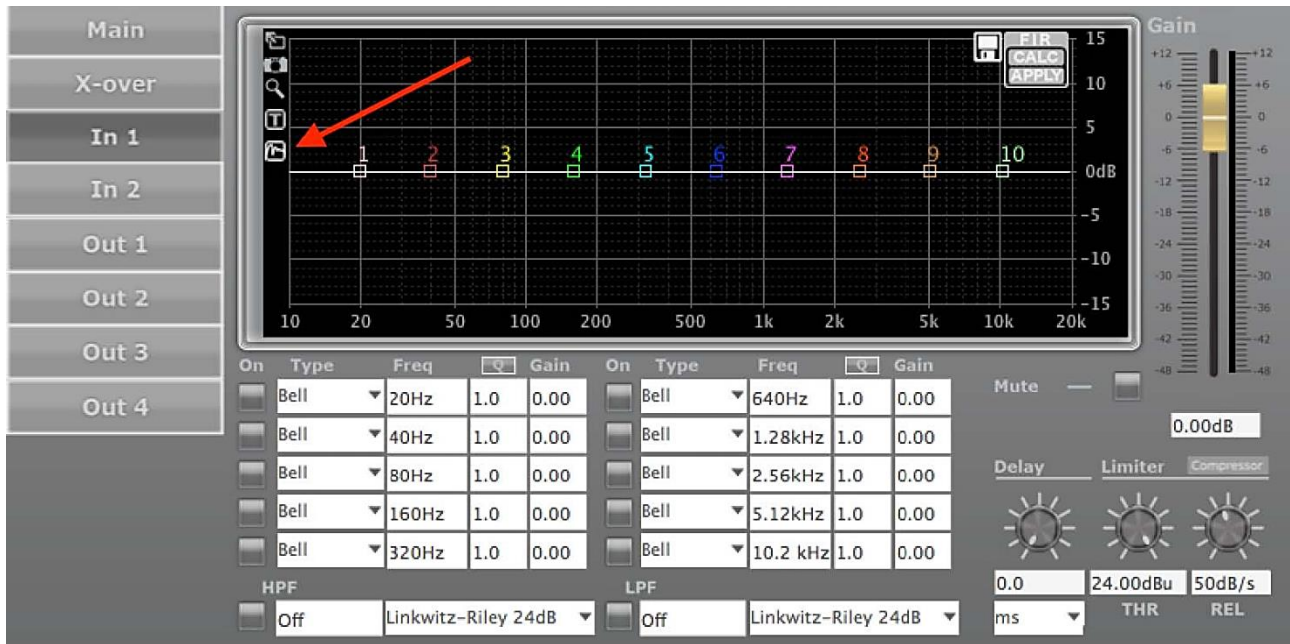 Main
X-over
In 1
In 2
Out 1
Out 2
Out 3
Out 4
T
FIR
CALC
APPLY
1 2 3 4 5 6 7 8 9 10
15
10
5
0dB
-5
-10
-15
10 20 50 100 200 500 1k 2k 5k 10k 20k
Gain
+12 +12
+6 +6
0 0
-6 -6
-12 -12
-18 -18
-24 -24
-30 -30
-36 -36
-42 -42
-48 -48
On Type Freq Q Gain On Type Freq Q Gain
Bell 20Hz 1.0 0.00 Bell 640Hz 1.0 0.00
Bell 40Hz 1.0 0.00 Bell 1.28kHz 1.0 0.00
Bell 80Hz 1.0 0.00 Bell 2.56kHz 1.0 0.00
Bell 160Hz 1.0 0.00 Bell 5.12kHz 1.0 0.00
Bell 320Hz 1.0 0.00 Bell 10.2 kHz 1.0 0.00
HPF LPF
Off Linkwitz-Riley 24dB Off Linkwitz-Riley 24dB
Mute
0.00dB
Delay Limiter Compressor
0.0 24.00dBu 50dB/s
ms THR REL